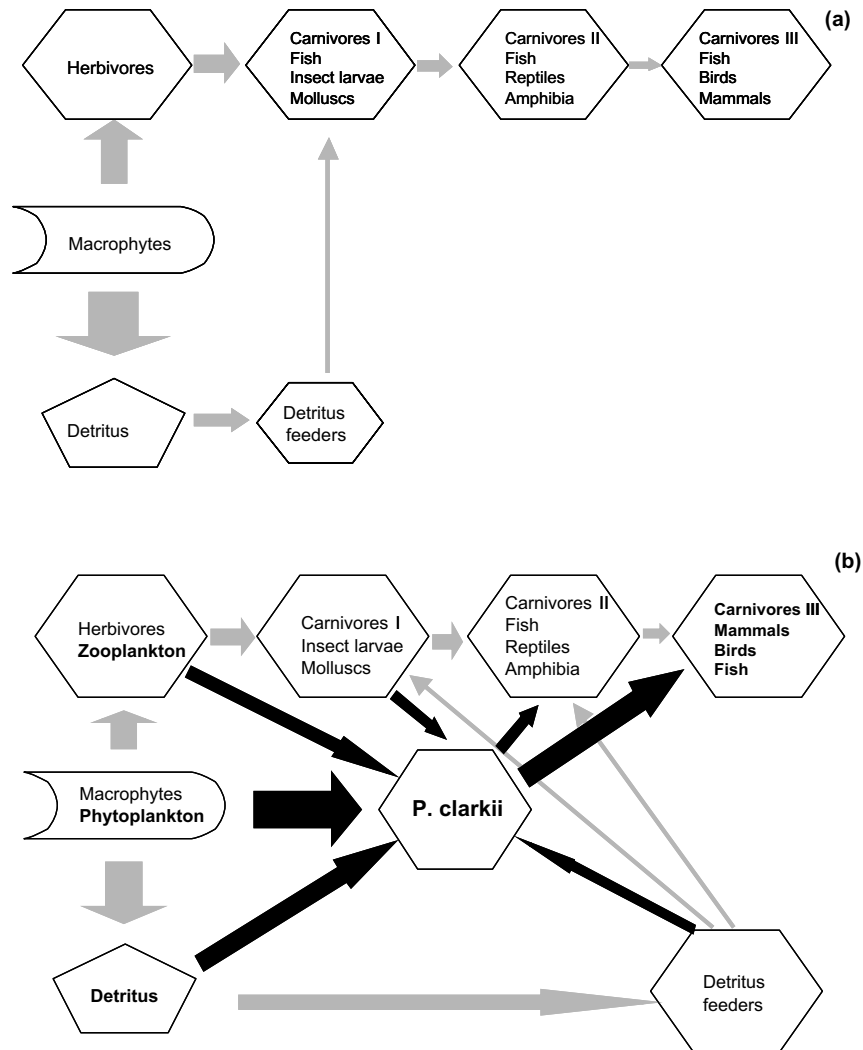 (a)
Herbivores
Carnivores I
Fish
Insect larvae
Molluscs
Carnivores II
Fish
Reptiles
Amphibia
Carnivores III
Fish
Birds
Mammals
Macrophytes
Detritus
Detritus
feeders
(b)
Herbivores
Zooplankton
Carnivores I
Insect larvae
Molluscs
Carnivores II
Fish
Reptiles
Amphibia
Carnivores III
Mammals
Birds
Fish
Macrophytes
Phytoplankton
P. clarkii
Detritus
Detritus
feeders